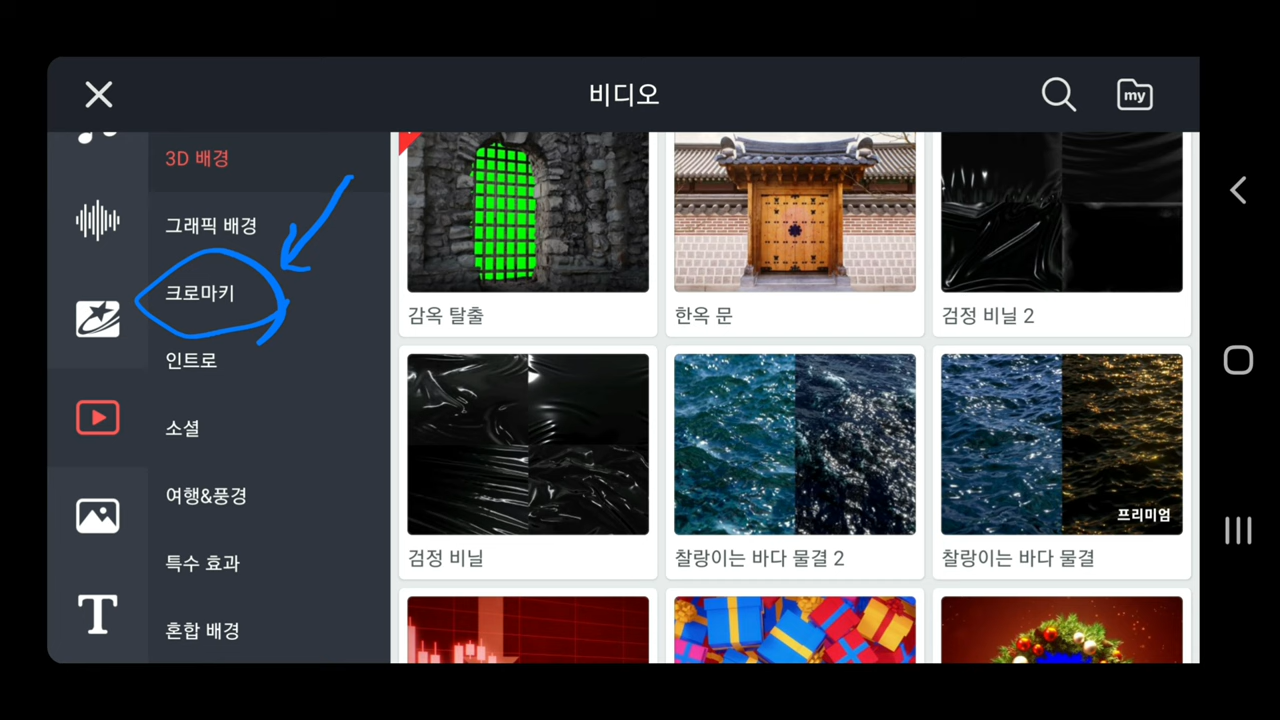 비디오
my
3D 배경
그래픽 배경
크로마키
인트로
소셜
여행&풍경
특수 효과
혼합 배경
감옥 탈출
한옥 문
검정 비닐 2
검정 비닐
찰랑이는 바다 물결 2
프리미엄
찰랑이는 바다 물결
T